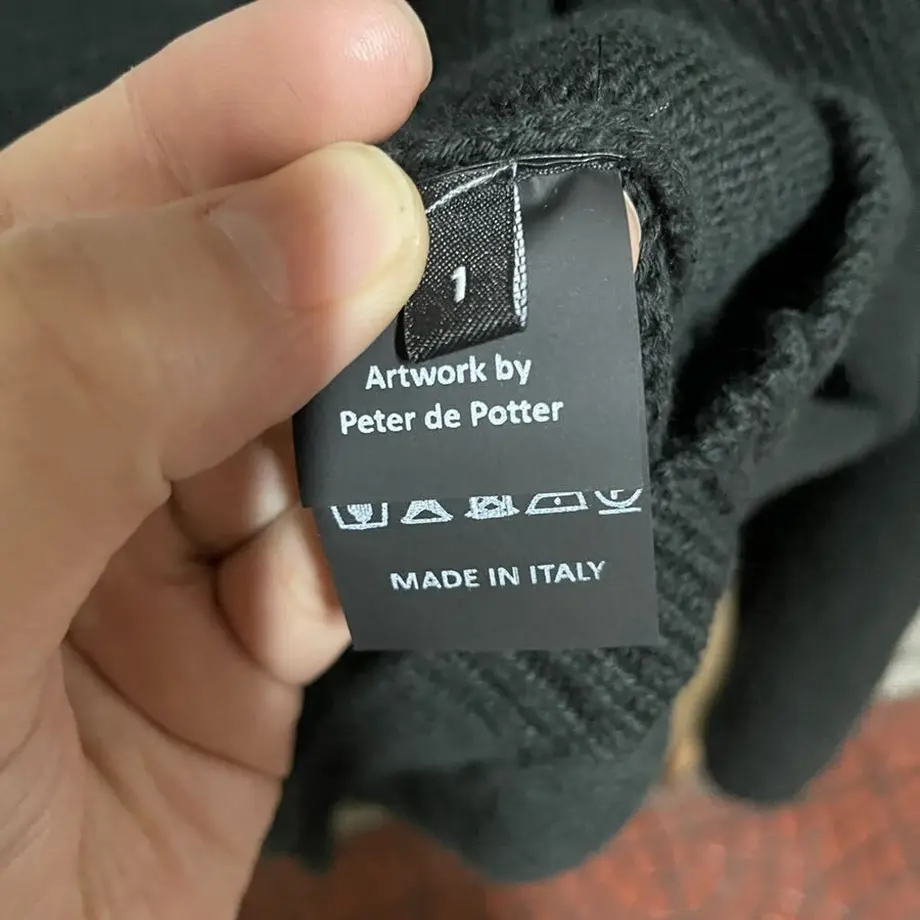 1
Artwork by
Peter de Potter
MADE IN ITALY